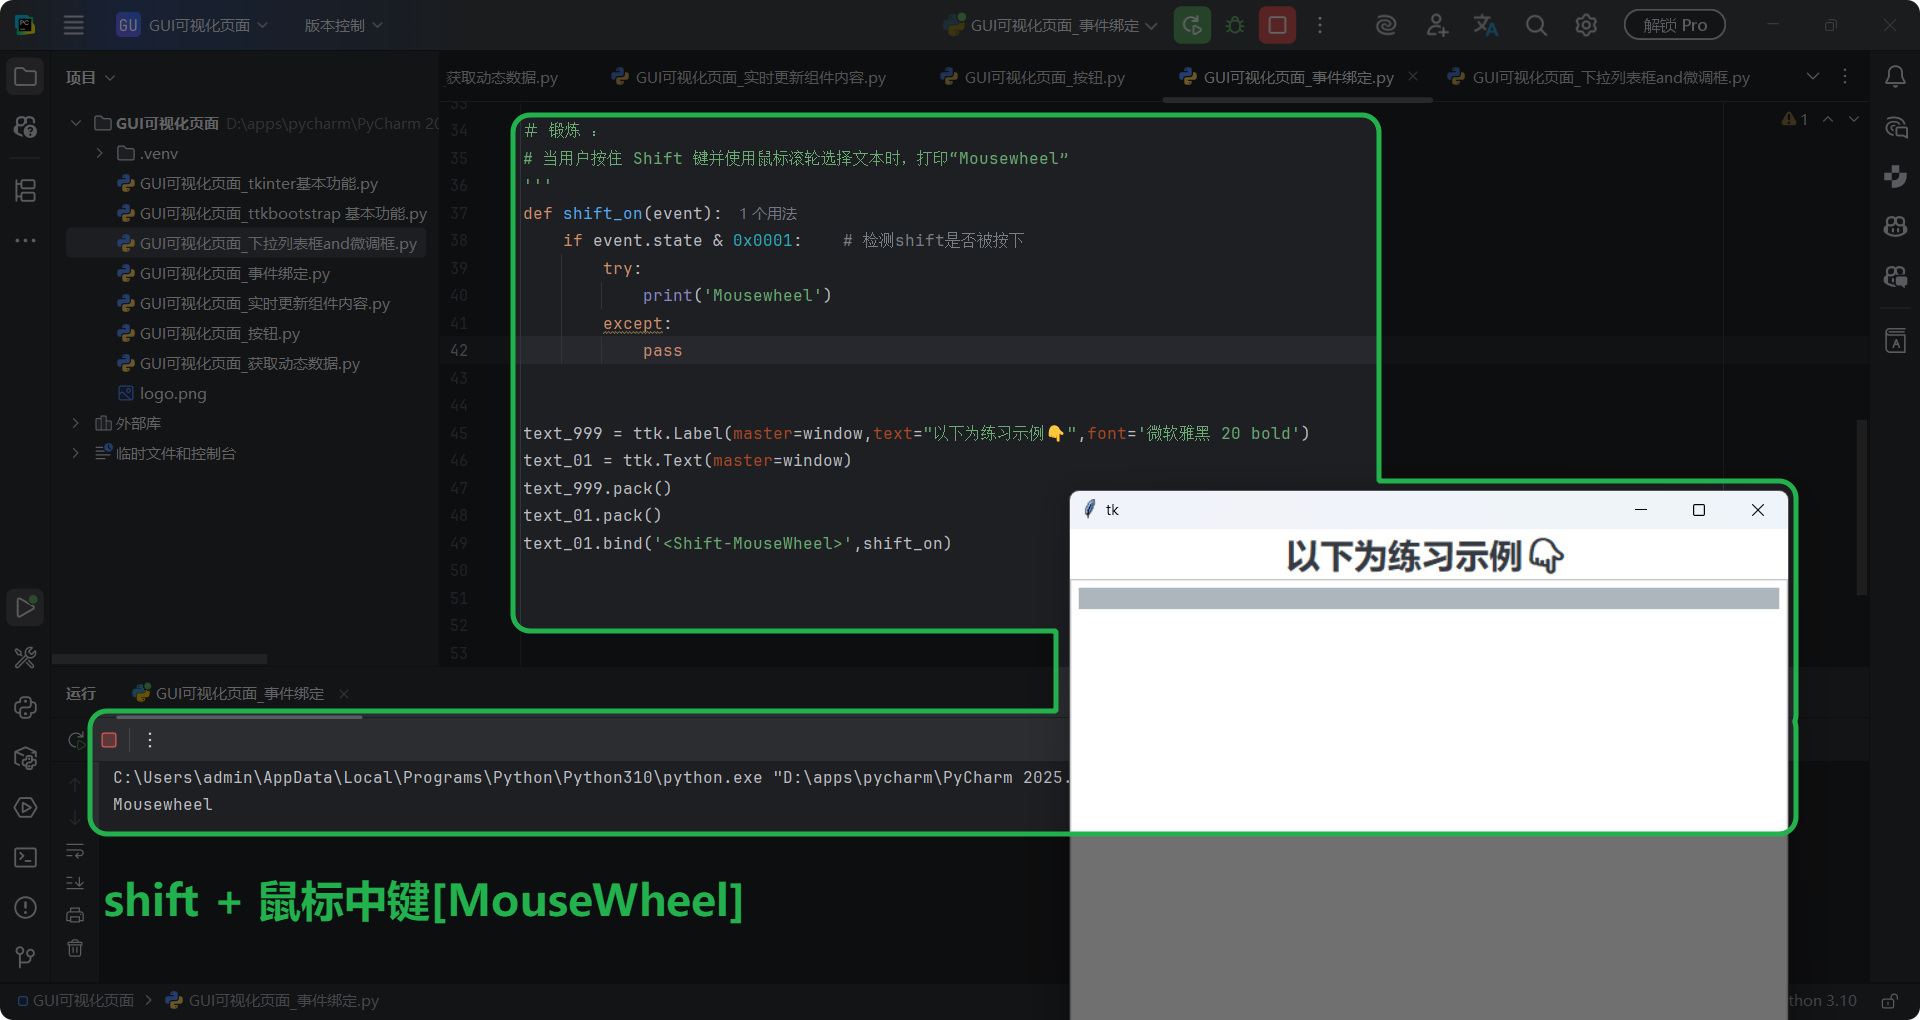 GU GUI可视化页面 版本控制 GUI可视化页面_事件绑定 解锁 Pro
项目
获取动态数据.py GUI可视化页面_实时更新组件内容.py GUI可视化页面_按钮.py GUI可视化页面_事件绑定.py GUI可视化页面_下拉列表框and微调框.py
GUI可视化页面 D:\apps\pycharm\PyCharm 20
.venv
GUI可视化页面_tkinter基本功能.py
GUI可视化页面_ttkbootstrap 基本功能.py
GUI可视化页面_下拉列表框and微调框.py
GUI可视化页面_事件绑定.py
GUI可视化页面_实时更新组件内容.py
GUI可视化页面_按钮.py
GUI可视化页面_获取动态数据.py
logo.png
外部库
临时文件和控制台
1
33
34 # 锻炼 :
35 # 当用户按住 Shift 键并使用鼠标滚轮选择文本时，打印“Mousewheel”
36 '''
37 def shift_on(event): 1 个用法
38 if event.state & 0x0001: # 检测shift是否被按下
39 try:
40 print('Mousewheel')
41 except:
42 pass
43
44
45 text_999 = ttk.Label(master=window,text="以下为练习示例👇",font='微软雅黑 20 bold')
46 text_01 = ttk.Text(master=window)
47 text_999.pack()
48 text_01.pack()
49 text_01.bind('<Shift-MouseWheel>',shift_on)
50
51
52
53
tk
以下为练习示例👇
运行 GUI可视化页面_事件绑定
C:\Users\admin\AppData\Local\Programs\Python\Python310\python.exe "D:\apps\pycharm\PyCharm 2025.
Mousewheel
shift + 鼠标中键[MouseWheel]
GUI可视化页面 GUI可视化页面_事件绑定.py thon 3.10